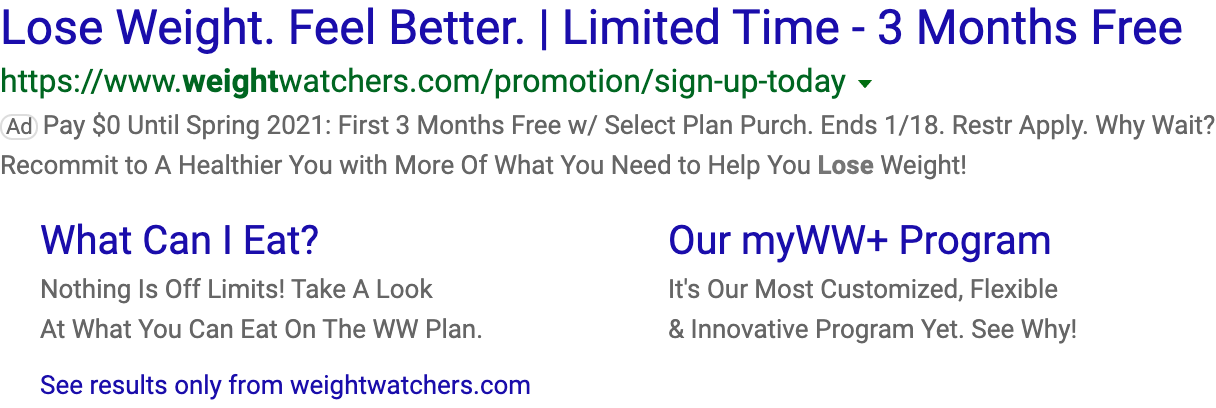 Lose Weight. Feel Better. | Limited Time - 3 Months Free
https://www.weightwatchers.com/promotion/sign-up-today
Ad Pay $0 Until Spring 2021: First 3 Months Free w/ Select Plan Purch. Ends 1/18. Restr Apply. Why Wait?
Recommit to A Healthier You with More Of What You Need to Help You Lose Weight!
What Can I Eat?
Nothing Is Off Limits! Take A Look
At What You Can Eat On The WW Plan.
Our myWW+ Program
It's Our Most Customized, Flexible
& Innovative Program Yet. See Why!
See results only from weightwatchers.com